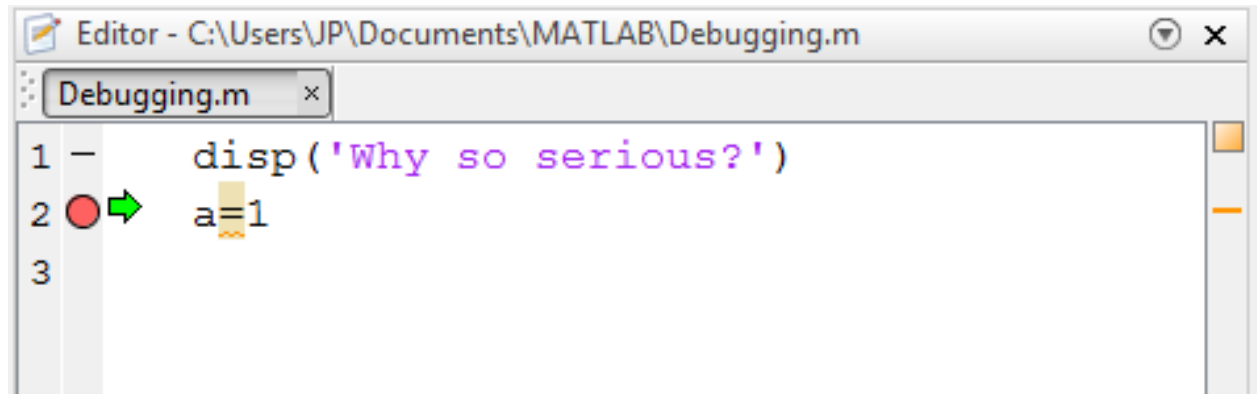 Editor - C:\Users\JP\Documents\MATLAB\Debugging.m
Debugging.m
1 disp('Why so serious?')
2 a=1
3